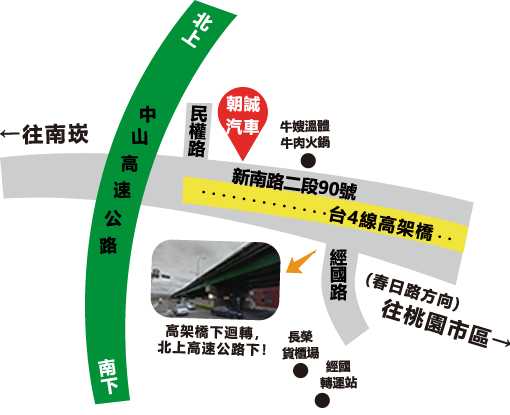 北上
中山高速公路
南下
←往南崁
民權路
朝誠
汽車
牛嫂溫體
牛肉火鍋
新南路二段90號
台4線高架橋
經國路
(春日路方向)
往桃園市區→
高架橋下迴轉,
北上高速公路下!
長榮
貨櫃場
經國
轉運站